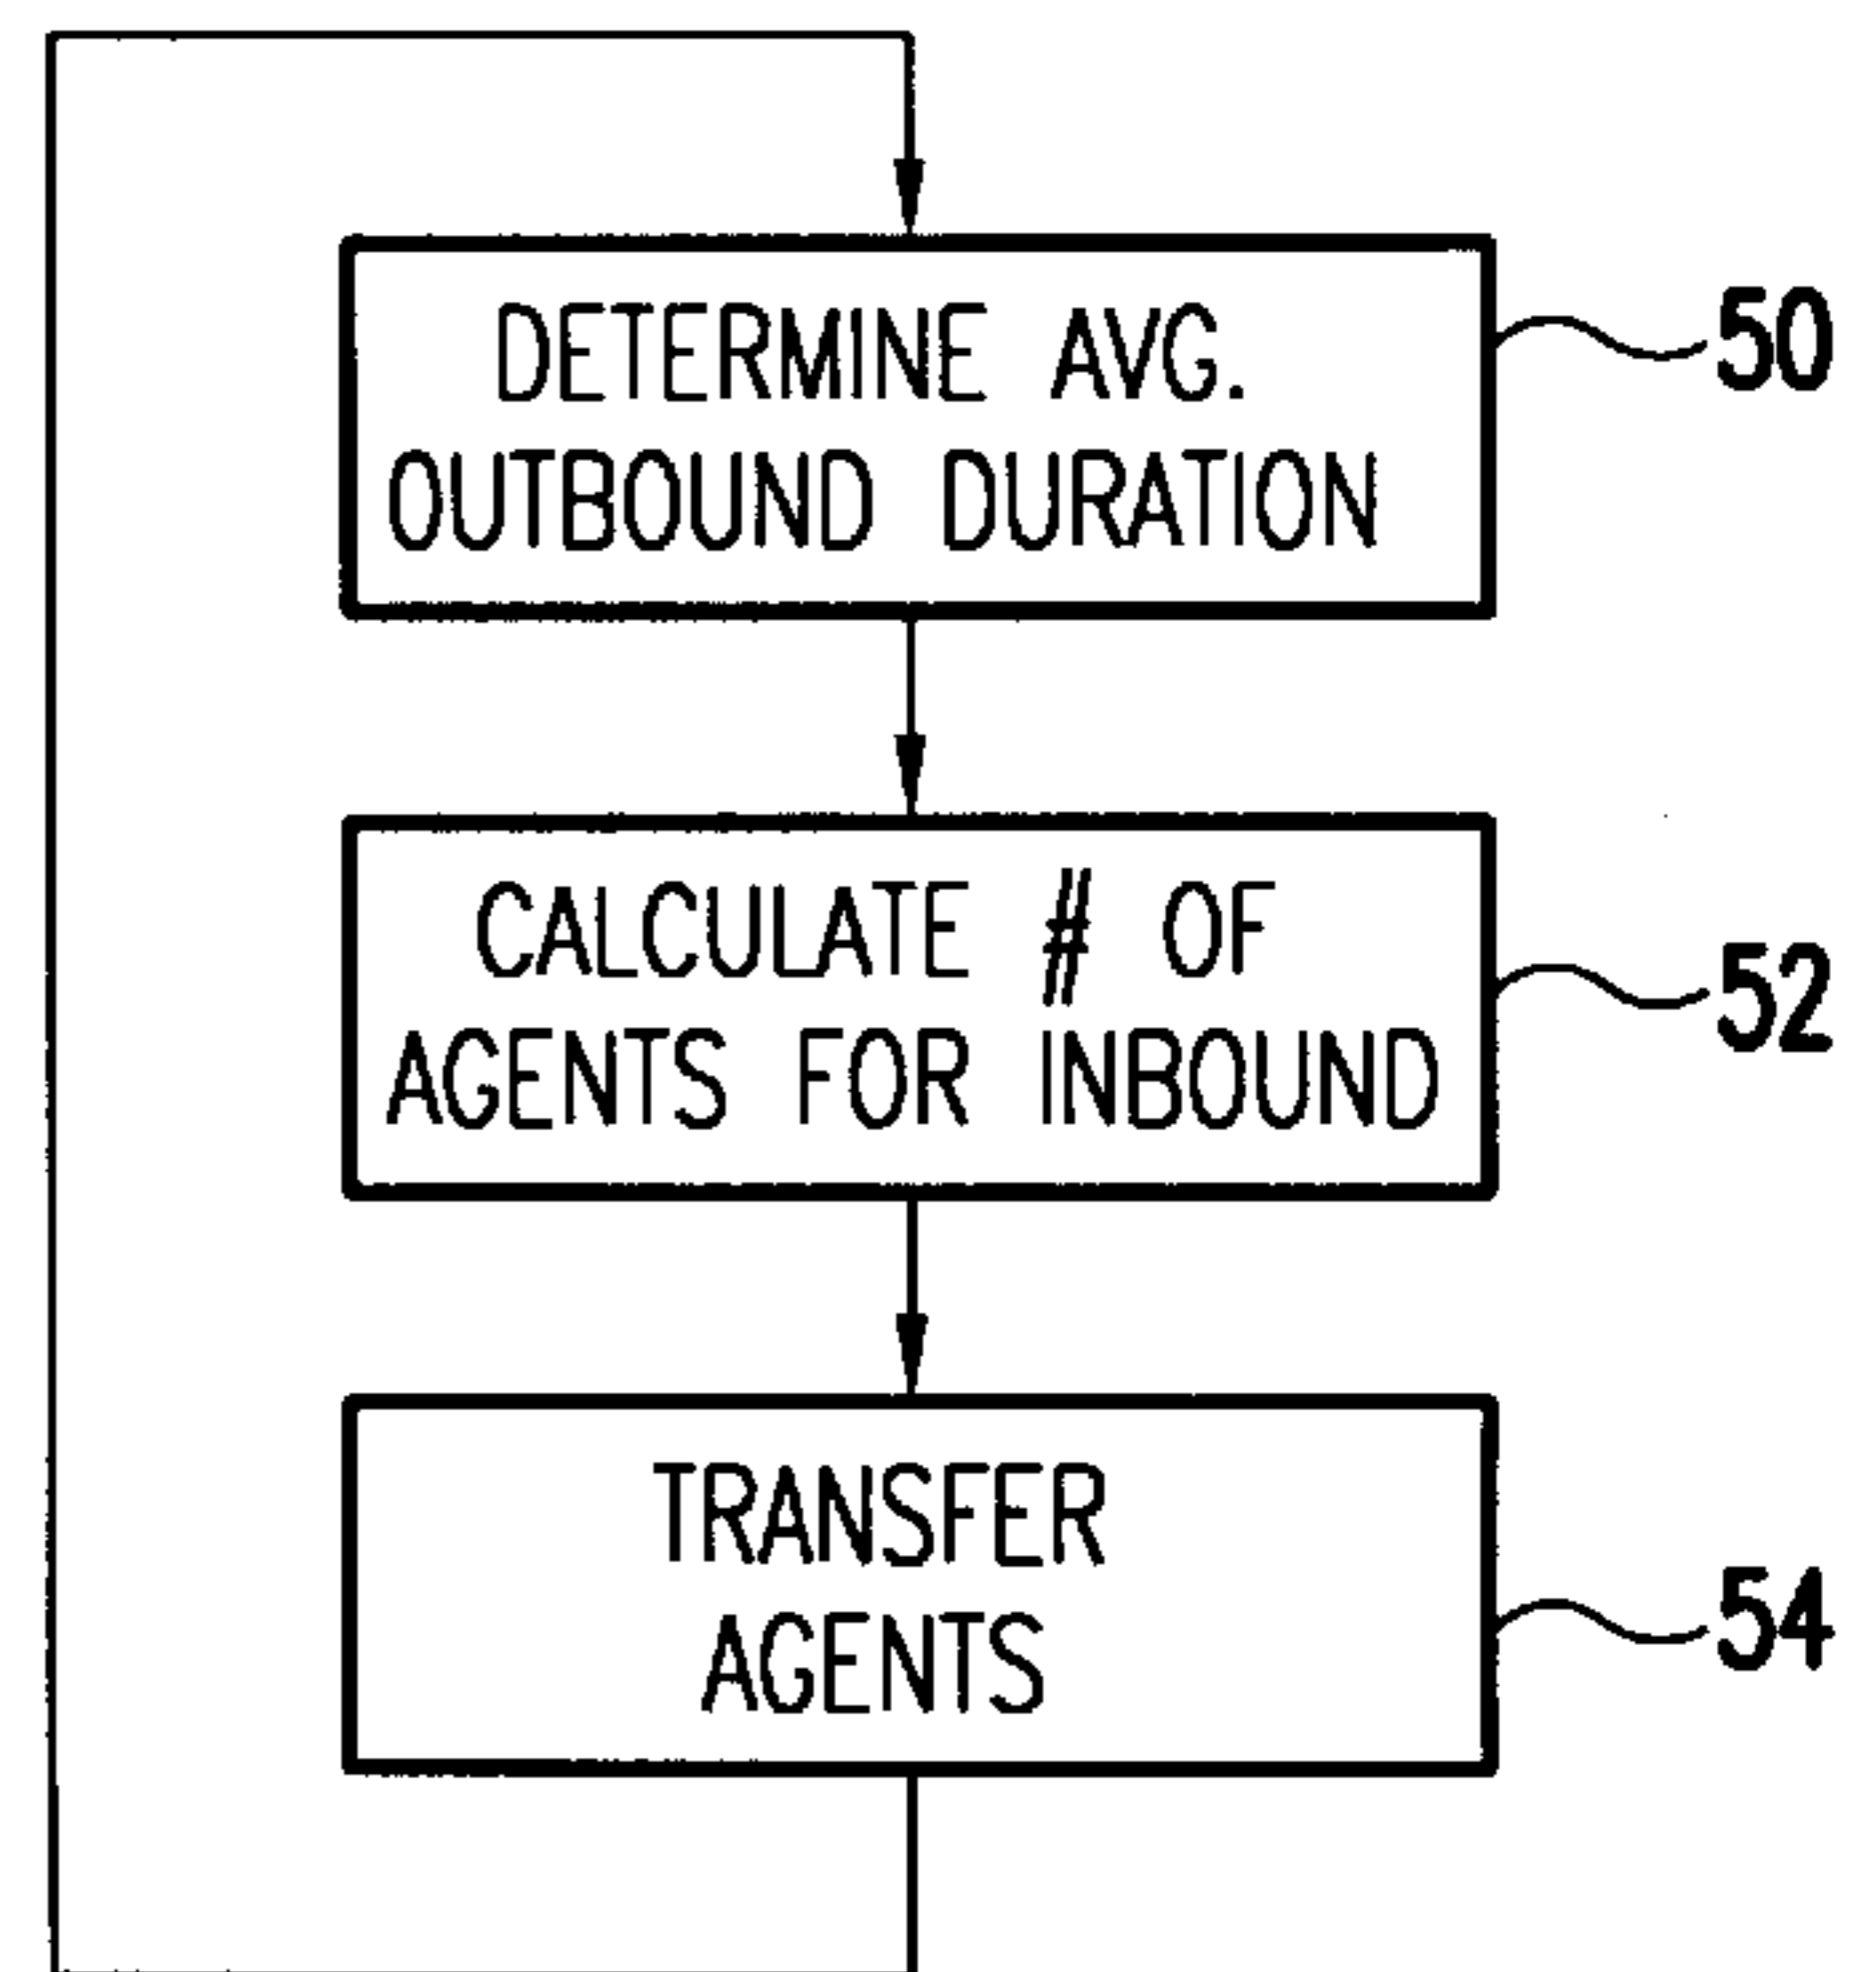 DETERMINE AVG.
OUTBOUND DURATION
50
CALCULATE # OF
AGENTS FOR INBOUND
52
TRANSFER
AGENTS
54